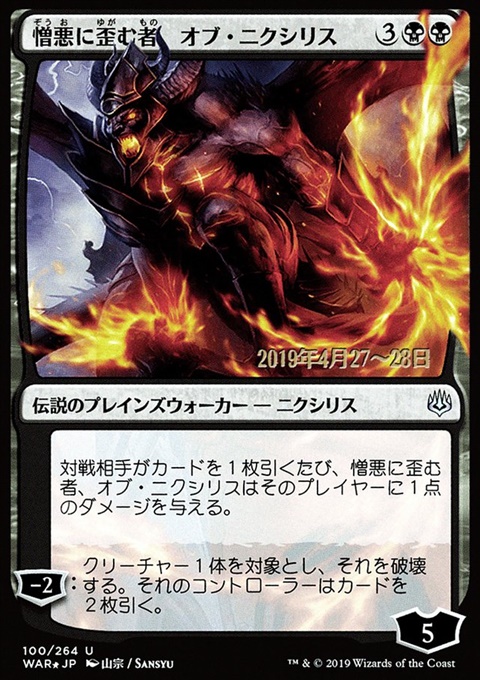 憎悪に歪む者 オブ・ニクシリス 3
ぞうお ゆが もの
2019年4月27〜28日
伝説のプレインズウォーカー — ニクシリス
対戦相手がカードを1枚引くたび、憎悪に歪む
者、オブ・ニクシリスはそのプレイヤーに1点
のダメージを与える。
-2: クリーチャー1体を対象とし、それを破壊
する。それのコントローラーはカードを
2枚引く。
5
100/264 U
WAR★JP 山宗/SANSYU
™ & © 2019 Wizards of the Coast